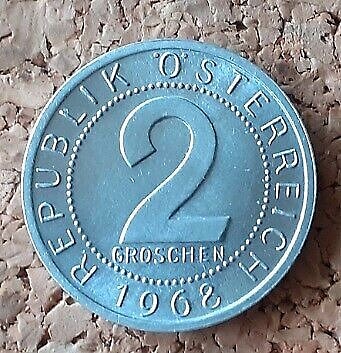 REPUBLIK ÖSTERREICH
2
GROSCHEN
1968